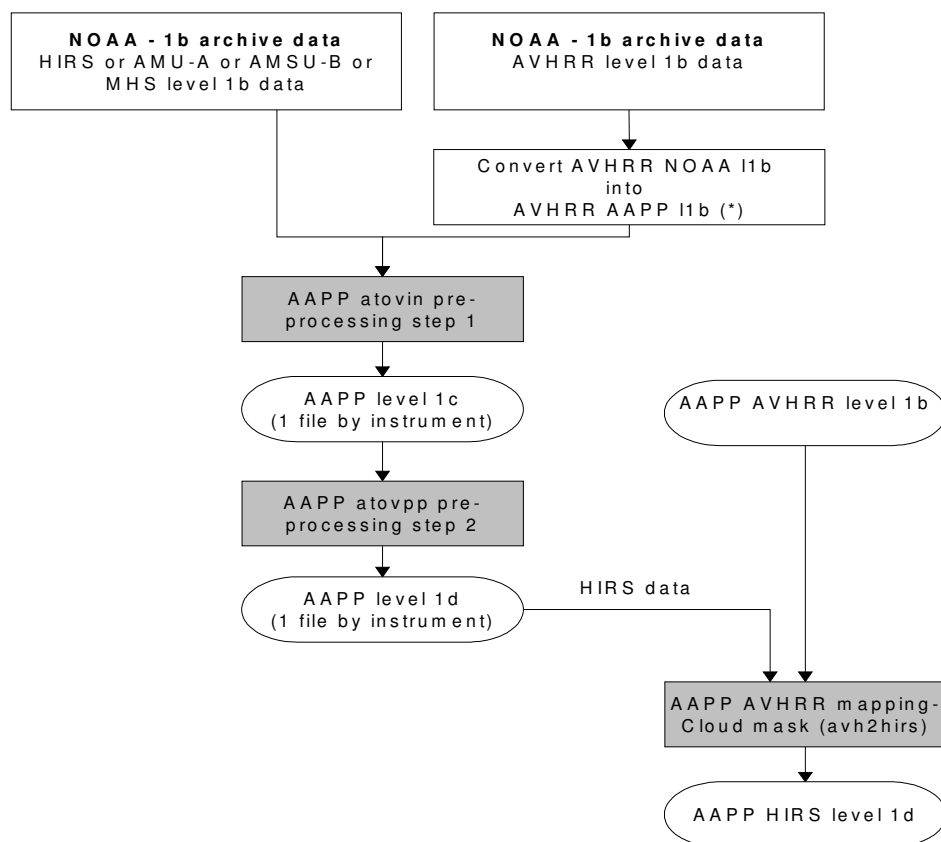 NOAA - 1b archive data
HIRS or AMU-A or AMSU-B or
MHS level 1b data
NOAA - 1b archive data
AVHRR level 1b data
Convert AVHRR NOAA l1b
into
AVHRR AAPP l1b (*)
AAPP atovin pre-
processing step 1
AAPP level 1c
(1 file by instrument)
AAPP AVHRR level 1b
AAPP atovpp pre-
processing step 2
AAPP level 1d
(1 file by instrument)
HIRS data
AAPP AVHRR mapping-
Cloud mask (avh2hirs)
AAPP HIRS level 1d